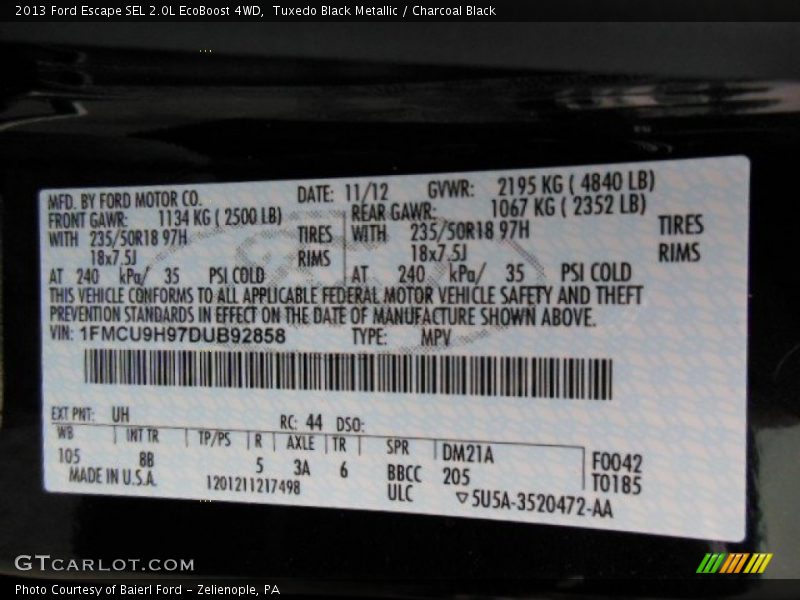 2013 Ford Escape SEL 2.0L EcoBoost 4WD, Tuxedo Black Metallic / Charcoal Black
MFD. BY FORD MOTOR CO. DATE: 11/12 GVWR: 2195 KG ( 4840 LB)
FRONT GAWR: 1134 KG ( 2500 LB) REAR GAWR: 1067 KG ( 2352 LB)
WITH 235/50R18 97H TIRES WITH 235/50R18 97H TIRES
18x7.5J RIMS 18x7.5J RIMS
AT 240 kPa/ 35 PSI COLD AT 240 kPa/ 35 PSI COLD
THIS VEHICLE CONFORMS TO ALL APPLICABLE FEDERAL MOTOR VEHICLE SAFETY AND THEFT
PREVENTION STANDARDS IN EFFECT ON THE DATE OF MANUFACTURE SHOWN ABOVE.
VIN: 1FMCU9H97DUB92858 TYPE: MPV
EXT PNT: UH RC: 44 DSO:
WB INT TR TP/PS R AXLE TR SPR DM21A F0042
105 8B 5 3A 6 BBCC 205 T0185
MADE IN U.S.A. 1201211217498 ULC ▽5U5A-3520472-AA
GTCARLOT.COM
Photo Courtesy of Baierl Ford - Zelienople, PA